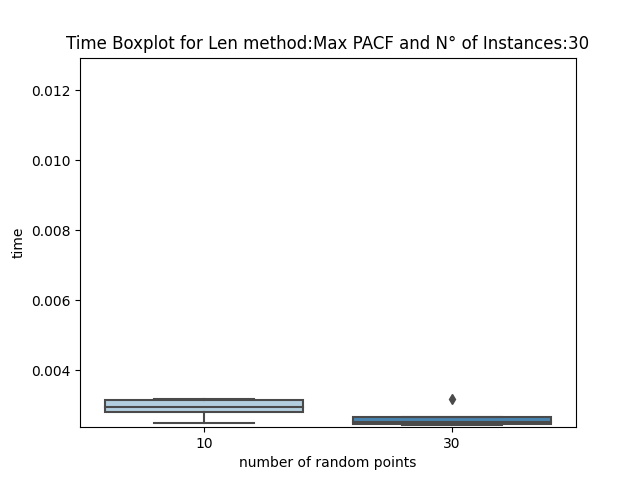 Time Boxplot for Len method:Max PACF and N° of Instances:30
0.012
0.010
0.008
0.006
0.004
time
10
30
number of random points